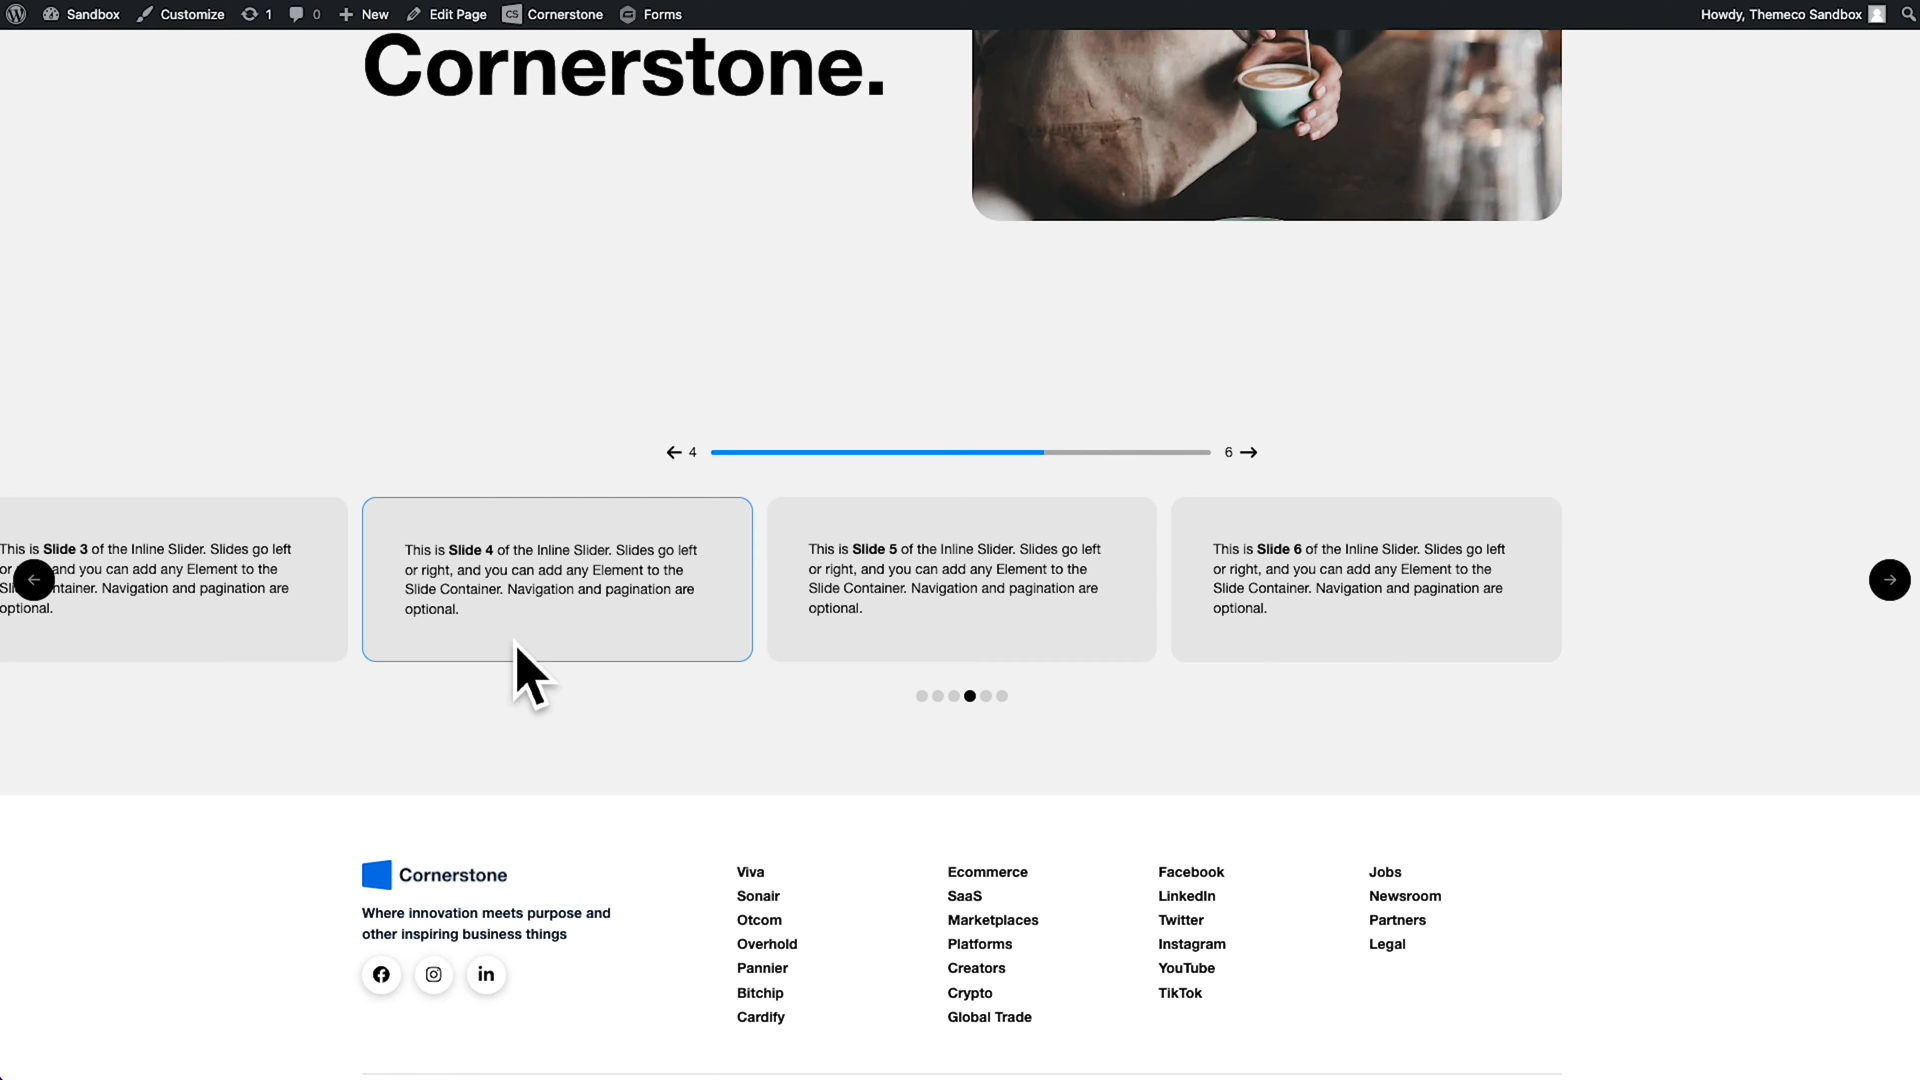 Sandbox Customize 1 0 New Edit Page CS Cornerstone Forms Howdy, Themeco Sandbox
Cornerstone.
4 6
This is Slide 3 of the Inline Slider. Slides go left
or and you can add any Element to the
ntainer. Navigation and pagination are
optional.
This is Slide 4 of the Inline Slider. Slides go left
or right, and you can add any Element to the
Slide Container. Navigation and pagination are
optional.
This is Slide 5 of the Inline Slider. Slides go left
or right, and you can add any Element to the
Slide Container. Navigation and pagination are
optional.
This is Slide 6 of the Inline Slider. Slides go left
or right, and you can add any Element to the
Slide Container. Navigation and pagination are
optional.
Cornerstone
Where innovation meets purpose and
other inspiring business things
Viva
Sonair
Otcom
Overhold
Pannier
Bitchip
Cardify
Ecommerce
SaaS
Marketplaces
Platforms
Creators
Crypto
Global Trade
Facebook
LinkedIn
Twitter
Instagram
YouTube
TikTok
Jobs
Newsroom
Partners
Legal